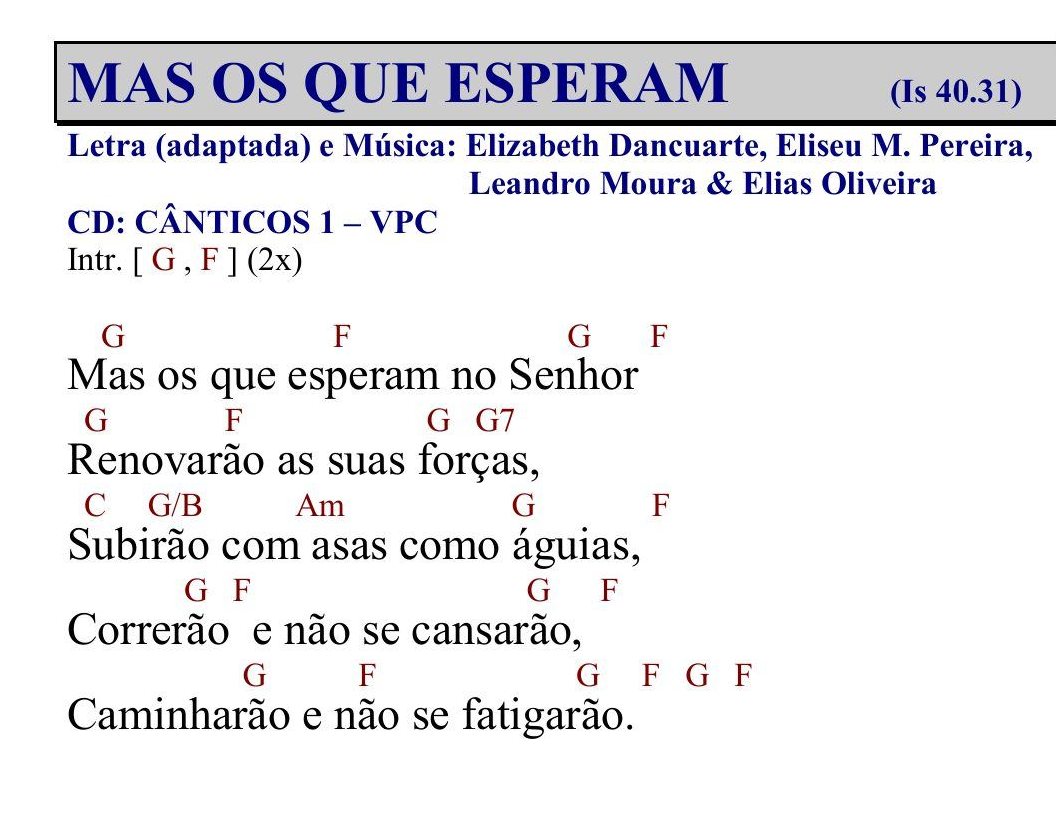 MAS OS QUE ESPERAM (Is 40.31)
Letra (adaptada) e Música: Elizabeth Dancuarte, Eliseu M. Pereira,
Leandro Moura & Elias Oliveira
CD: CÂNTICOS 1 – VPC
Intr. [ G , F ] (2x)
G F G F
Mas os que esperam no Senhor
G F G G7
Renovarão as suas forças,
C G/B Am G F
Subirão com asas como águias,
G F G F
Correrão e não se cansarão,
G F G F G F
Caminharão e não se fatigarão.